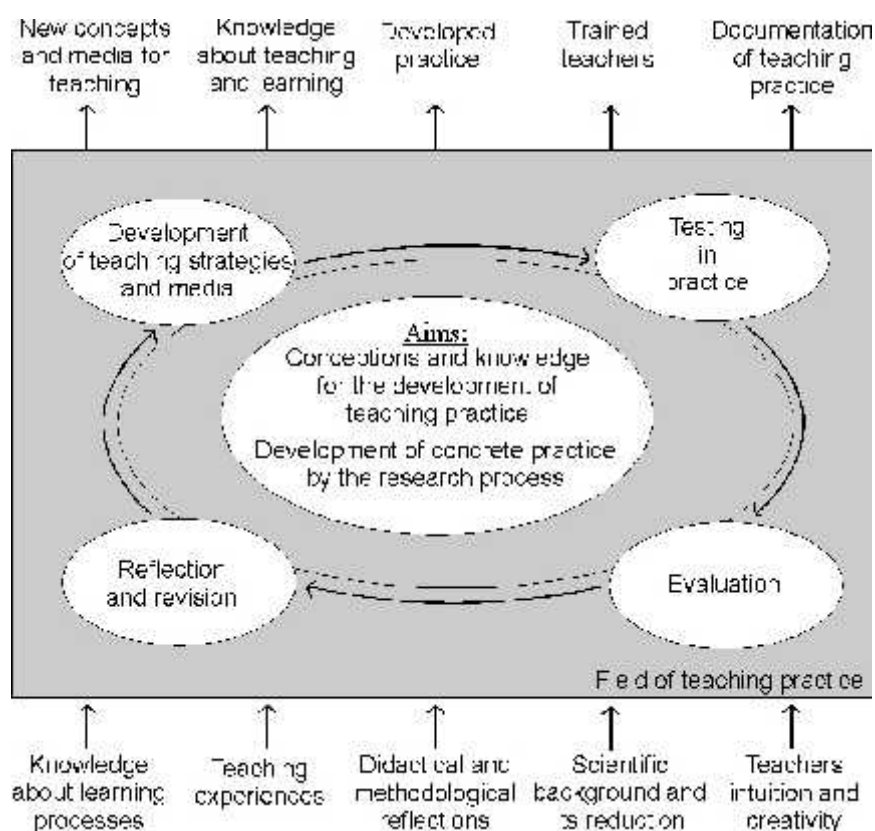 New concepts
and media for
teaching
Knowledge
about teaching
and learning
Developed
practice
Trained
teachers
Documentation
of teaching
practice
Development
of teaching strategies
and media
Testing
in
practice
Aims:
Conceptions and knowledge
for the development of
teaching practice
Development of concrete practice
by the research process
Reflection
and revision
Evaluation
Field of teaching practice
Knowledge
about learning
processes
Teaching
experiences
Didactical and
methodological
reflections
Scientific
background and
its reduction
Teachers
intuition and
creativity